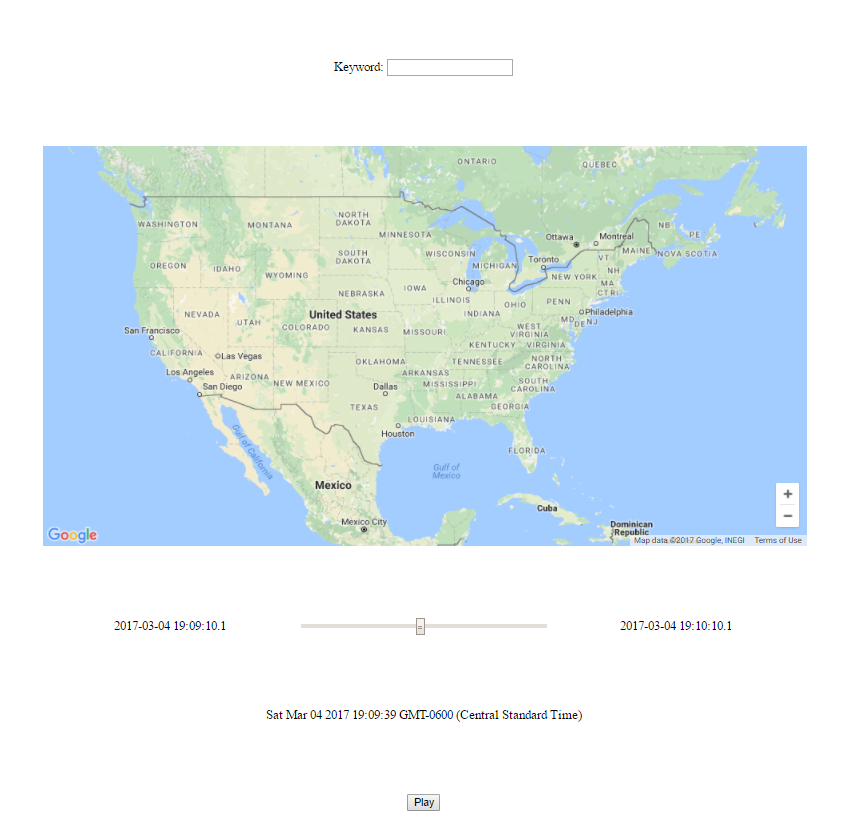 Keyword:
ONTARIO
QUEBEC
WASHINGTON
MONTANA
NORTH
DAKOTA
MINNESOTA
Ottawa
Montreal
NB
PE
MAINE
NOVA SCOTIA
OREGON
IDAHO
SOUTH
DAKOTA
WISCONSIN
MICHIGAN
Toronto
VT
NH
WYOMING
NEW YORK
MA
CT RI
Chicago
NEBRASKA
IOWA
ILLINOIS
INDIANA
OHIO
PENN
NEVADA
UTAH
COLORADO
United States
KANSAS
MISSOURI
WEST
VIRGINIA
MD
DE
NJ
Philadelphia
San Francisco
CALIFORNIA
Las Vegas
KENTUCKY
VIRGINIA
OKLAHOMA
TENNESSEE
NORTH
CAROLINA
Los Angeles
ARIZONA
NEW MEXICO
ARKANSAS
San Diego
Dallas
MISSISSIPPI
SOUTH
CAROLINA
ALABAMA
TEXAS
LOUISIANA
GEORGIA
Houston
Gulf of California
FLORIDA
Gulf of
Mexico
Mexico
Cuba
Mexico City
Dominican
Republic
+
−
Google
Map data ©2017 Google, INEGI Terms of Use
2017-03-04 19:09:10.1 2017-03-04 19:10:10.1
Sat Mar 04 2017 19:09:39 GMT-0600 (Central Standard Time)
Play